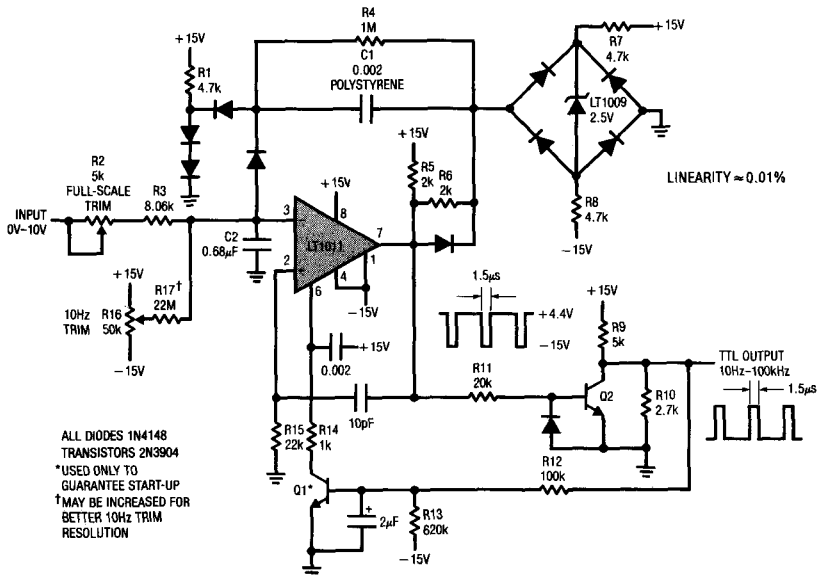 R4
1M
C1
0.002
POLYSTYRENE
+15V
R1
4.7k
R7
4.7k
+15V
LT1009
2.5V
R8
4.7k
−15V
LINEARITY ≈ 0.01%
R2
5k
FULL-SCALE
TRIM
R3
8.06k
INPUT
0V~10V
+15V
R5
2k
R6
2k
+15V
3
8
7
LT1011
2
4
1
6
−15V
C2
0.68µF
+15V
10Hz
TRIM
R16
50k
R17†
22M
−15V
0.002
+15V
1.5µs
+4.4V
−15V
+15V
R9
5k
TTL OUTPUT
10Hz–100kHz
1.5µs
R11
20k
Q2
R10
2.7k
10pF
R15
22k
R14
1k
R12
100k
Q1*
+
2µF
R13
620k
−15V
ALL DIODES 1N4148
TRANSISTORS 2N3904
*USED ONLY TO
GUARANTEE START-UP
†MAY BE INCREASED FOR
BETTER 10Hz TRIM
RESOLUTION